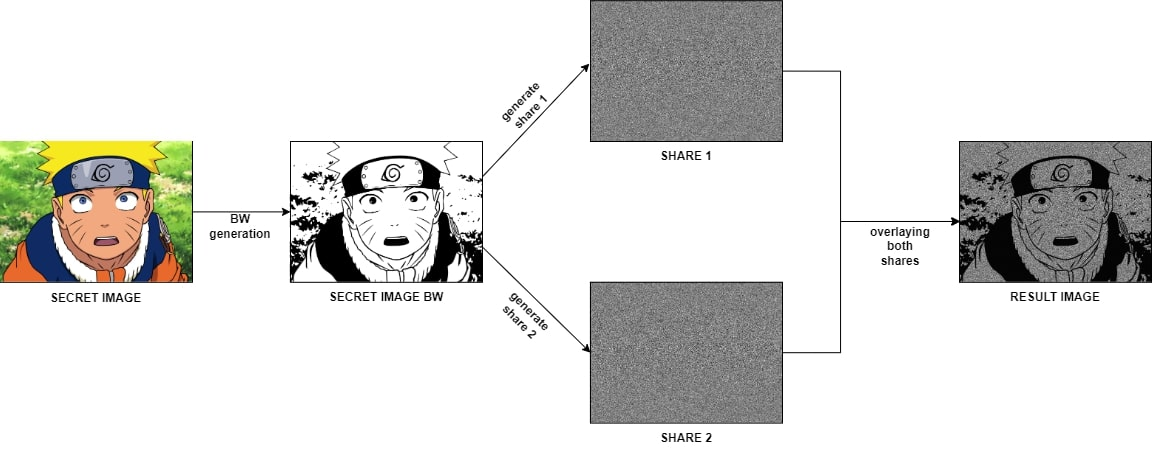 generate
share 1
SHARE 1
BW
generation
SECRET IMAGE
SECRET IMAGE BW
generate
share 2
SHARE 2
overlaying
both
shares
RESULT IMAGE